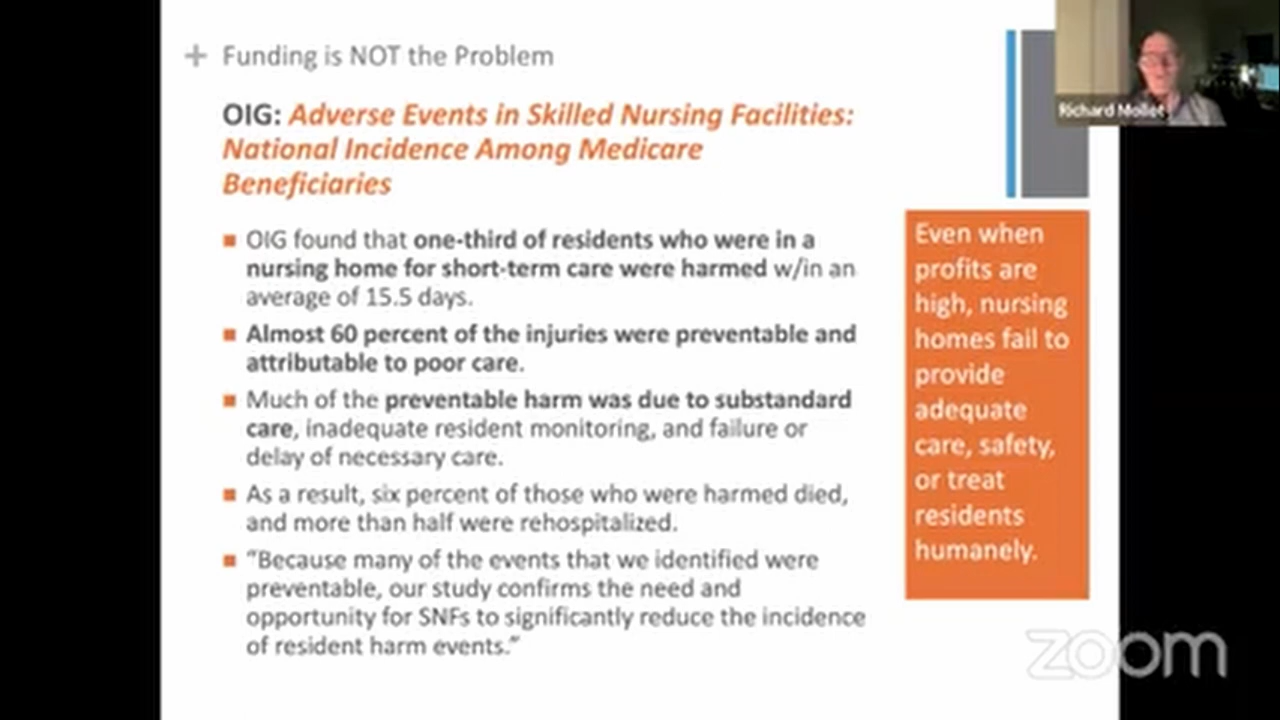 + Funding is NOT the Problem
OIG: Adverse Events in Skilled Nursing Facilities:
National Incidence Among Medicare
Beneficiaries
■ OIG found that one-third of residents who were in a
nursing home for short-term care were harmed w/in an
average of 15.5 days.
■ Almost 60 percent of the injuries were preventable and
attributable to poor care.
■ Much of the preventable harm was due to substandard
care, inadequate resident monitoring, and failure or
delay of necessary care.
■ As a result, six percent of those who were harmed died,
and more than half were rehospitalized.
■ "Because many of the events that we identified were
preventable, our study confirms the need and
opportunity for SNFs to significantly reduce the incidence
of resident harm events."
Richard Mollot
Even when
profits are
high, nursing
homes fail to
provide
adequate
care, safety,
or treat
residents
humanely.
zoom